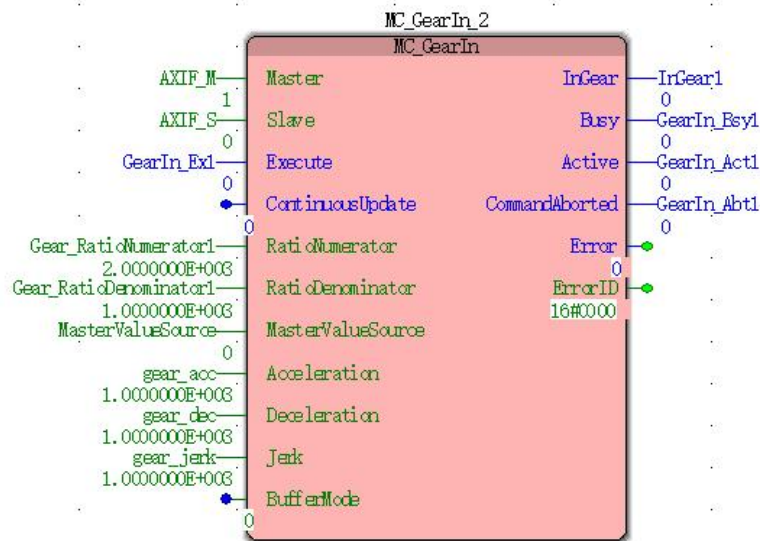 MC_GearIn_2
MC_GearIn
AXIF_M Master InGear InGear1
1 0
AXIF_S Slave Busy GearIn_Bsy1
0 0
GearIn_Ex1 Execute Active GearIn_Act1
0 0
ContinuousUpdate CommandAborted GearIn_Abt1
0 0
Gear_RatioNumerator1 RatioNumerator Error
2.0000000E+003 0
Gear_RatioDenominator1 RatioDenominator ErrorID
1.0000000E+003 16#0000
MasterValueSource MasterValueSource
0
gear_acc Acceleration
1.0000000E+003
gear_dec Deceleration
1.0000000E+003
gear_jerk Jerk
1.0000000E+003
BufferMode
0